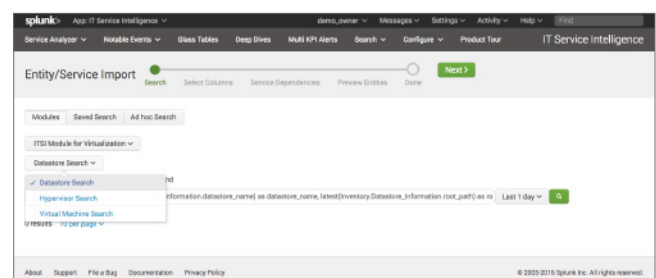 splunk> App: IT Service Intelligence demo_owner Messages Settings Activity Help Find
Service Analyzer Notable Events Glass Tables Deep Dives Multi KPI Alerts Search Configure Product Tour IT Service Intelligence
Entity/Service Import Search Select Columns Service Dependencies Preview Entities Done Next >
Modules Saved Search Ad hoc Search
ITSI Module for Virtualization
Datastore Search
✓ Datastore Search
Hypervisor Search
Virtual Machine Search
nformation.datastore_name) as datastore_name, latest(Inventory.Datastore_Information.root_path) as ro Last 1 day
0 results 10 per page
About Support File a Bug Documentation Privacy Policy © 2005-2016 Splunk Inc. All rights reserved.